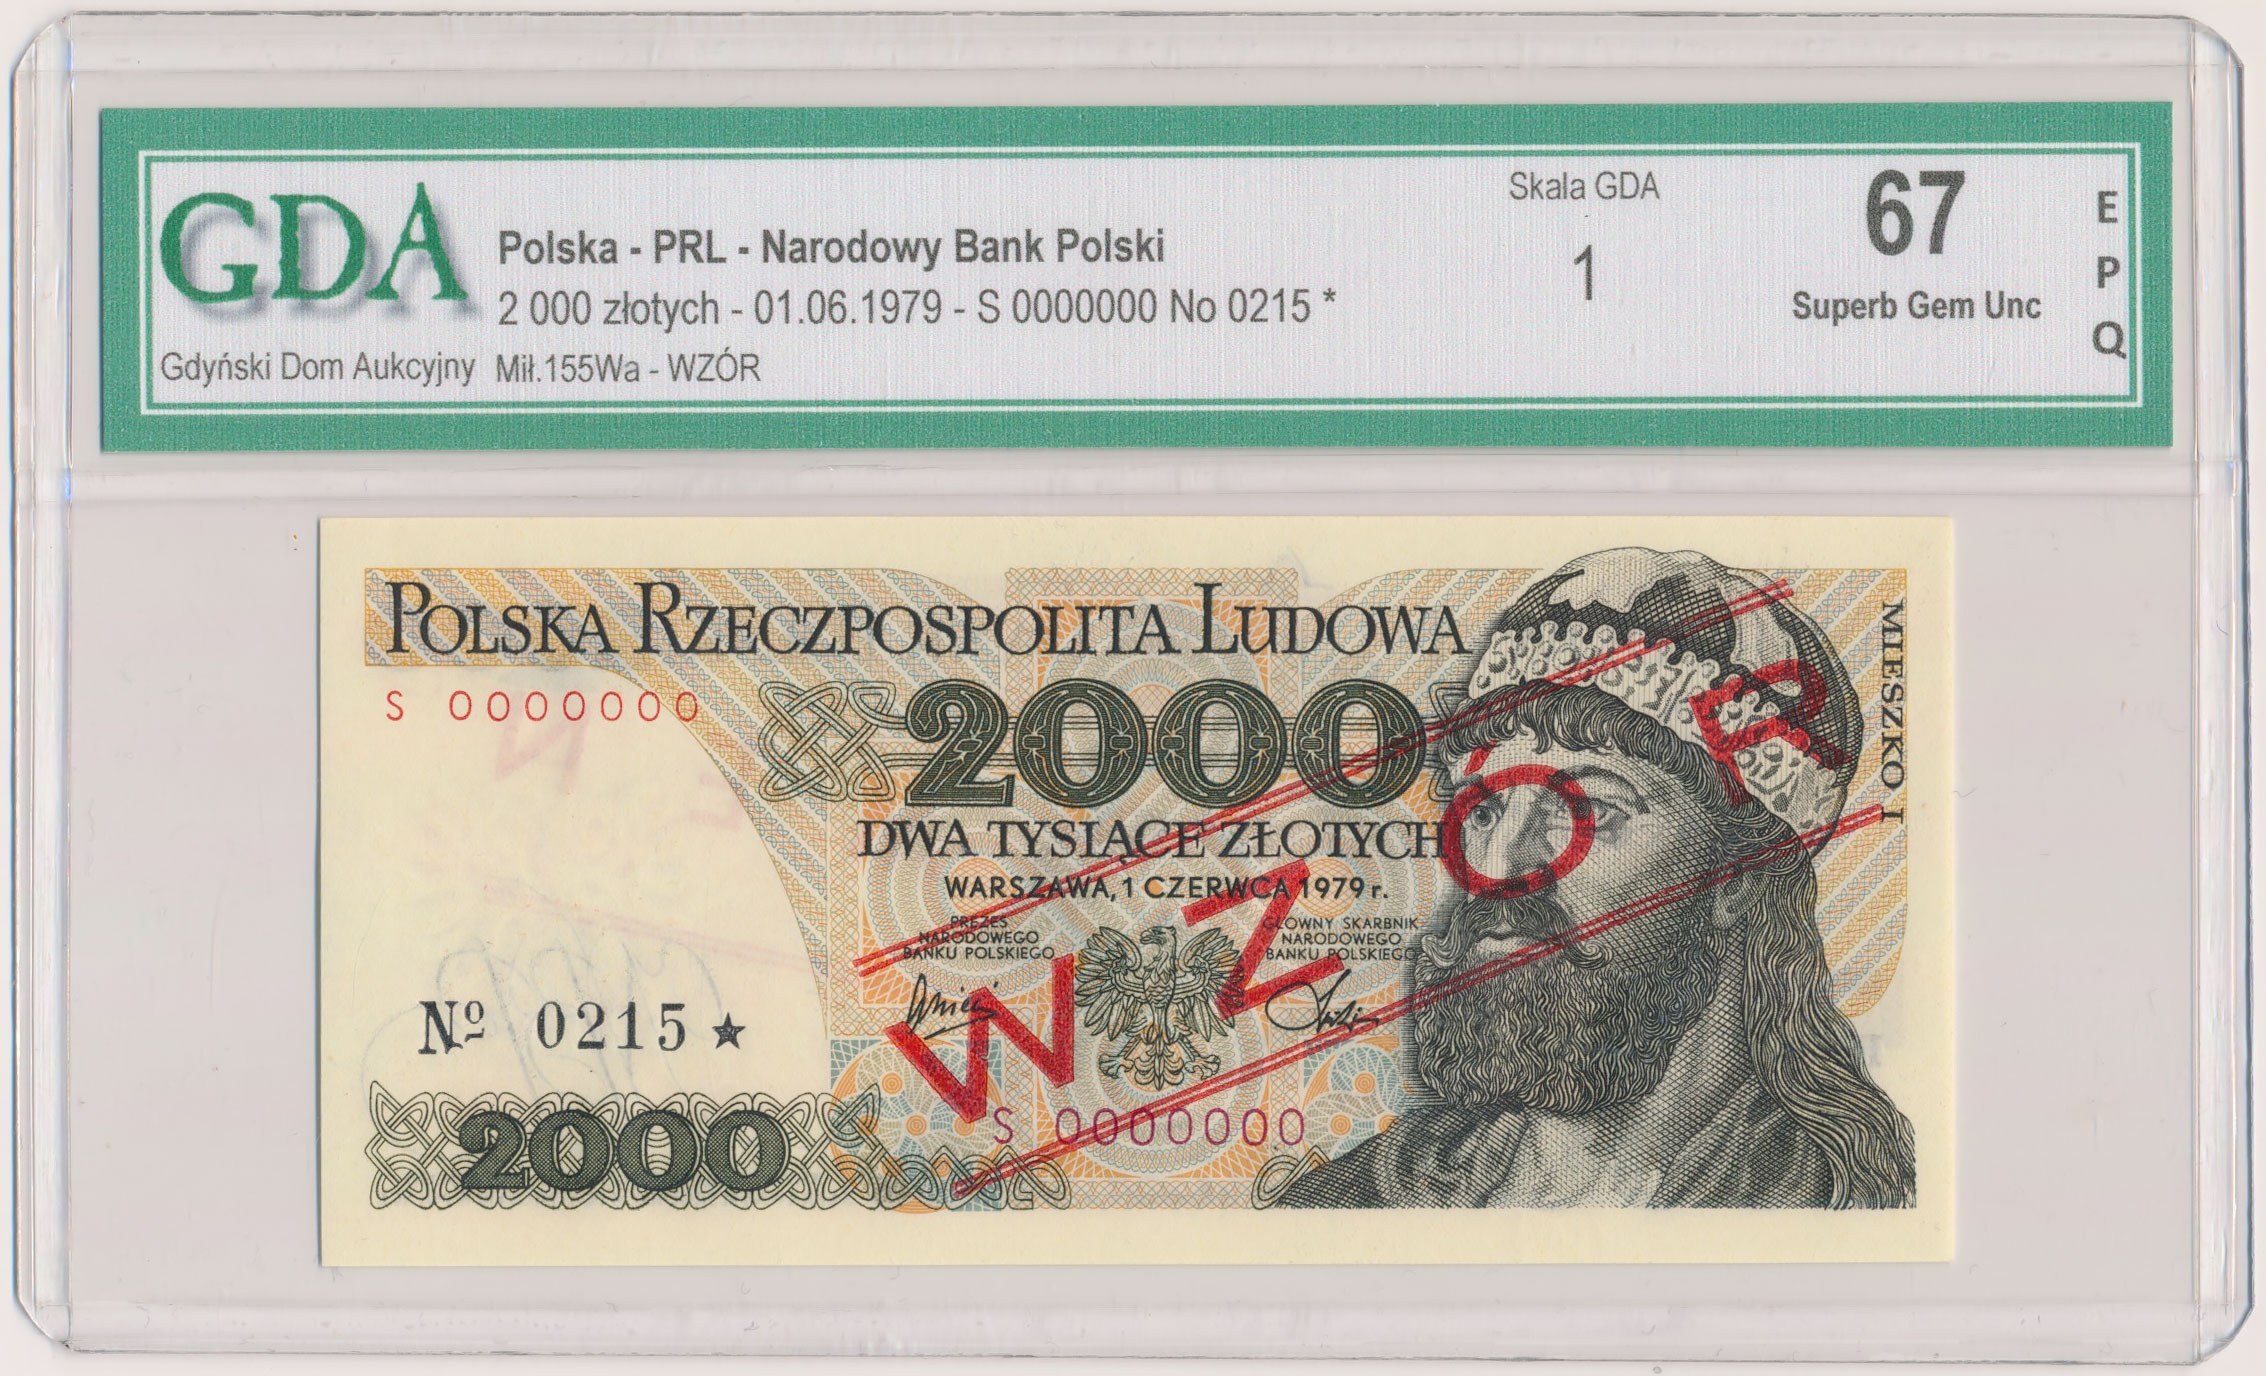 GDA
Gdyński Dom Aukcyjny
Polska - PRL - Narodowy Bank Polski
2 000 złotych - 01.06.1979 - S 0000000 No 0215 *
Mił.155Wa - WZÓR
Skala GDA
1
67
Superb Gem Unc
E
P
Q
POLSKA RZECZPOSPOLITA LUDOWA
S 0000000
2000
MIESZKO I
DWA TYSIĄCE ZŁOTYCH
WARSZAWA, 1 CZERWCA 1979 r.
PREZES
NARODOWEGO
BANKU POLSKIEGO
GŁÓWNY SKARBNIK
NARODOWEGO
BANKU POLSKIEGO
WZÓR
Nº 0215 ★
S 0000000
2000